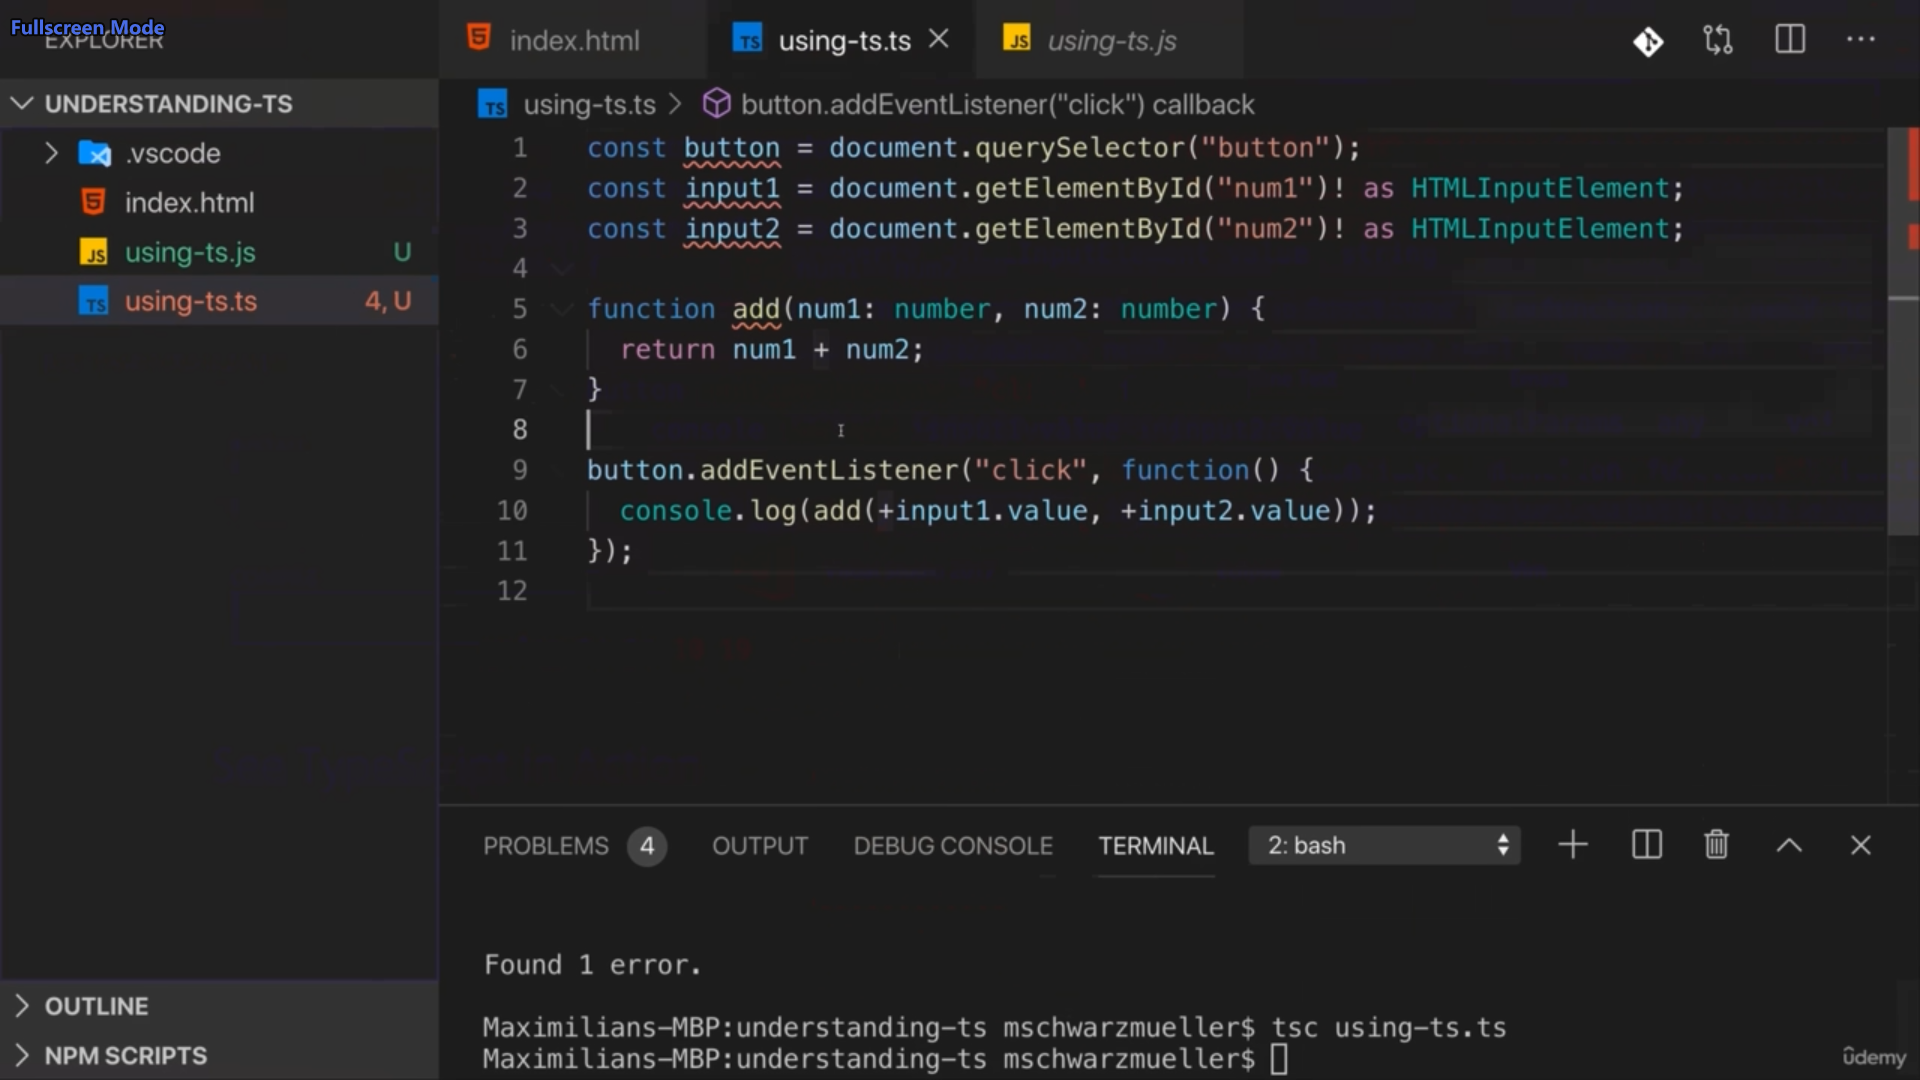 Fullscreen Mode
EXPLORER
index.html
using-ts.ts
JS using-ts.js
UNDERSTANDING-TS
.vscode
index.html
JS using-ts.js U
TS using-ts.ts 4, U
OUTLINE
NPM SCRIPTS
TS using-ts.ts > button.addEventListener("click") callback
1 const button = document.querySelector("button");
2 const input1 = document.getElementById("num1")! as HTMLInputElement;
3 const input2 = document.getElementById("num2")! as HTMLInputElement;
4
5 function add(num1: number, num2: number) {
6 return num1 + num2;
7 }
8
9 button.addEventListener("click", function() {
10 console.log(add(+input1.value, +input2.value));
11 });
12
PROBLEMS 4 OUTPUT DEBUG CONSOLE TERMINAL 2: bash
Found 1 error.
Maximilians-MBP:understanding-ts mschwarzmueller$ tsc using-ts.ts
Maximilians-MBP:understanding-ts mschwarzmueller$
ûdemy